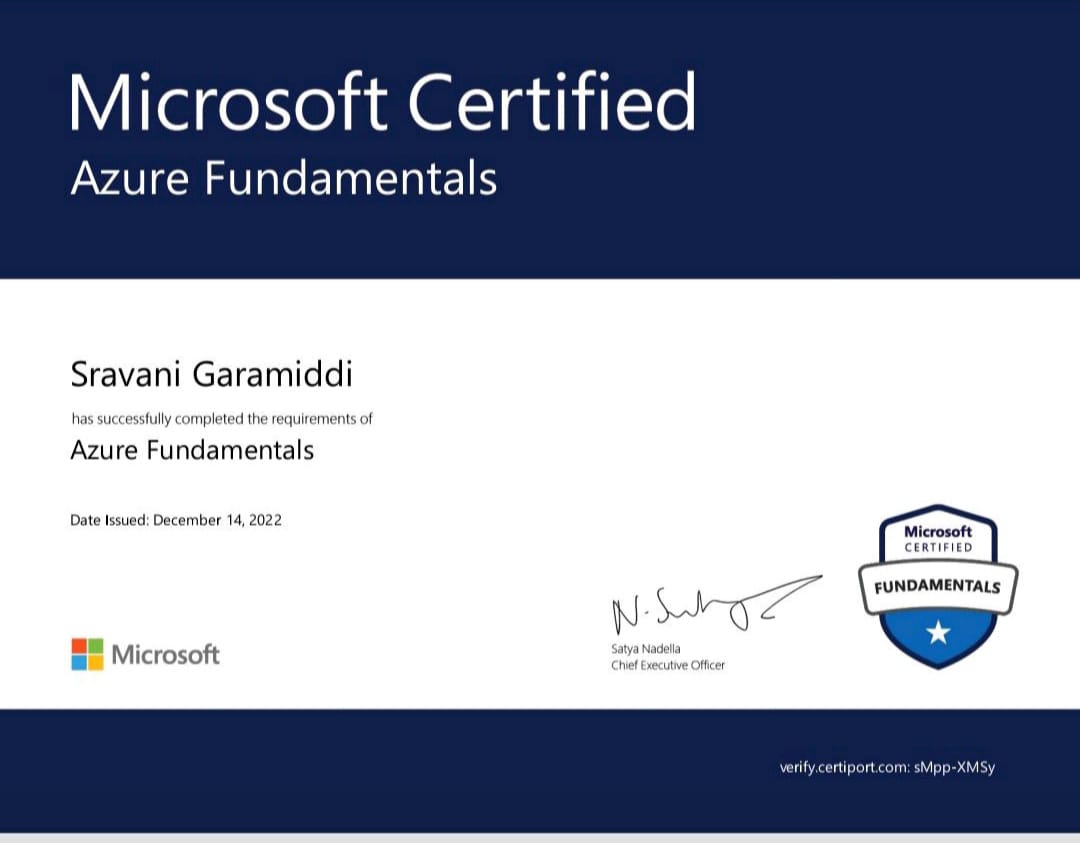 Microsoft Certified
Azure Fundamentals
Sravani Garamiddi
has successfully completed the requirements of
Azure Fundamentals
Date Issued: December 14, 2022
Microsoft
CERTIFIED
FUNDAMENTALS
N. Satya
Satya Nadella
Chief Executive Officer
Microsoft
verify.certiport.com: sMpp-XMSy